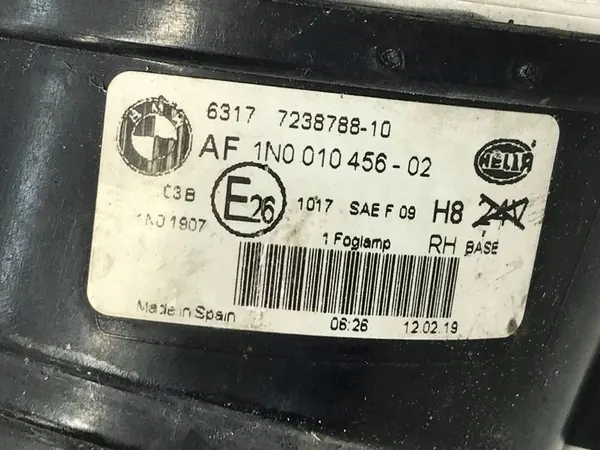 BMW
6317 7238788-10
AF 1N0 010 456-02
HELLA
C3B E26 1017 SAE F 09 H8 24V
1N0 1907
1 Foglamp RH BASE
Made in Spain 06:26 12.02.19